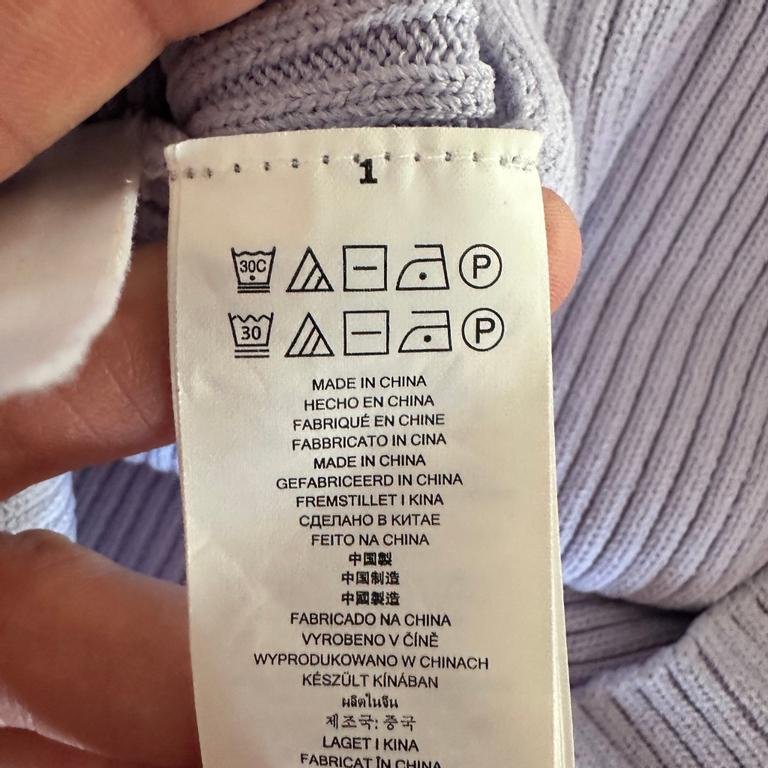 1
30C P
30 P
MADE IN CHINA
HECHO EN CHINA
FABRIQUÉ EN CHINE
FABBRICATO IN CINA
MADE IN CHINA
GEFABRICEERD IN CHINA
FREMSTILLET I KINA
СДЕЛАНО В КИТАЕ
FEITO NA CHINA
中国製
中国制造
中國製造
FABRICADO NA CHINA
VYROBENO V ČÍNĚ
WYPRODUKOWANO W CHINACH
KÉSZÜLT KÍNÁBAN
ผลิตในจีน
제조국: 중국
LAGET I KINA
FABRICAT ÎN CHINA